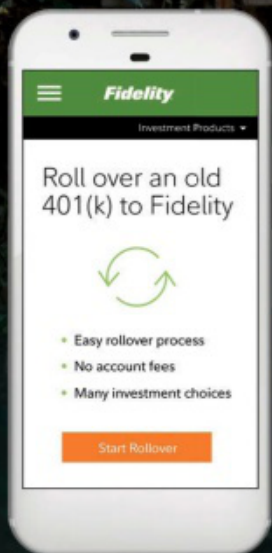 Fidelity
Investment Products
Roll over an old
401(k) to Fidelity
Easy rollover process
No account fees
Many investment choices
Start Rollover